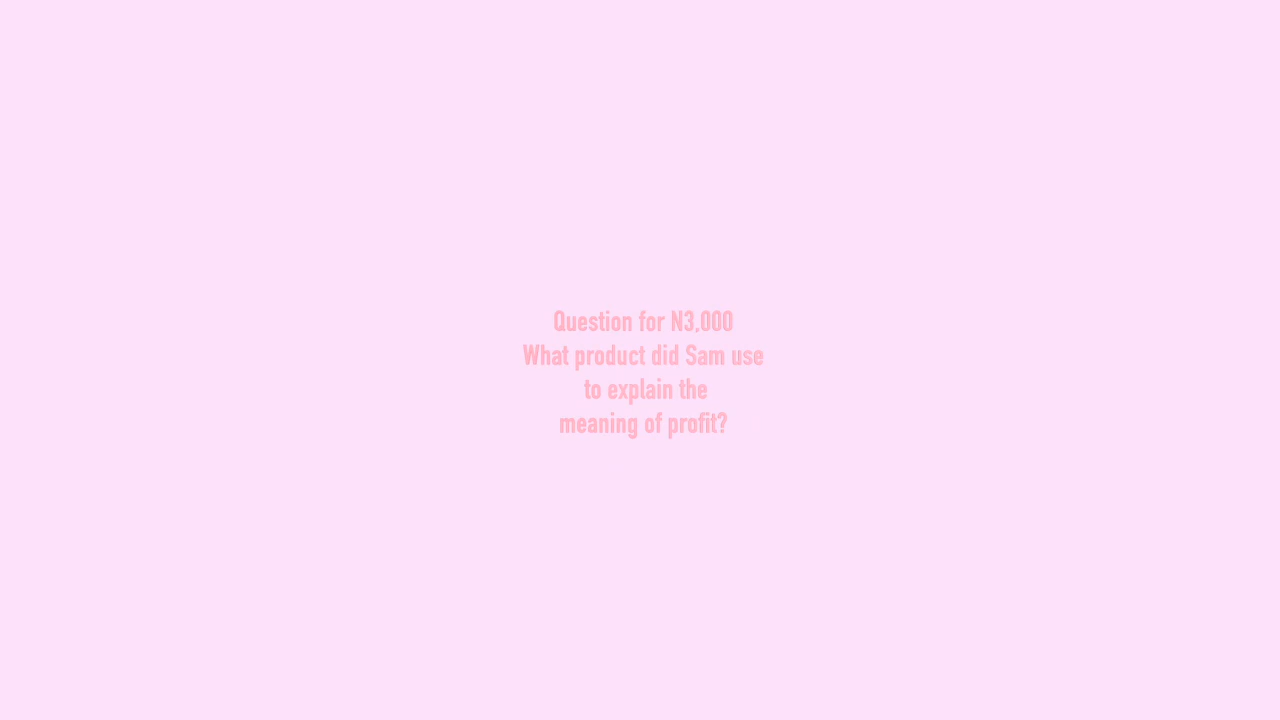 Question for N3,000
What product did Sam use
to explain the
meaning of profit?